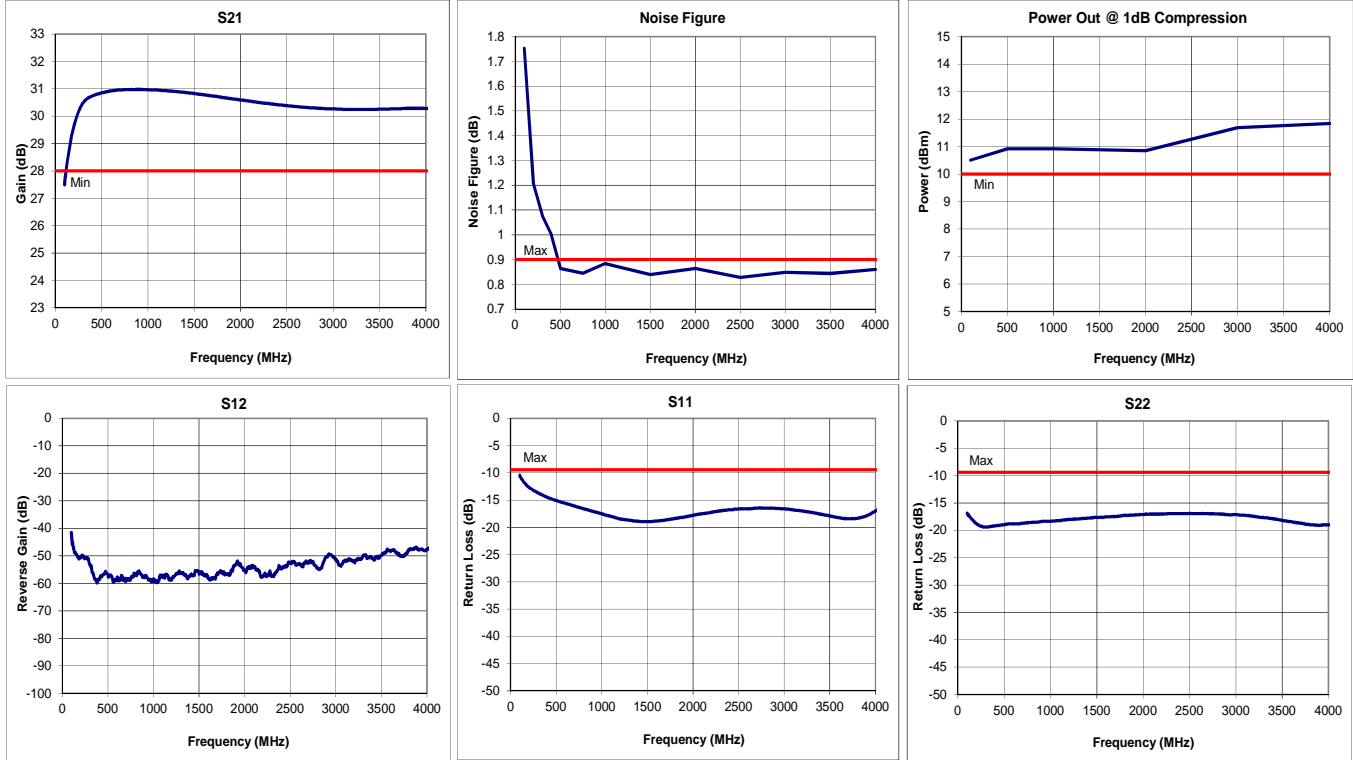 S21
33
32
31
30
29
28
27
26
25
24
23
Gain (dB)
Min
0 500 1000 1500 2000 2500 3000 3500 4000
Frequency (MHz)
Noise Figure
1.8
1.7
1.6
1.5
1.4
1.3
1.2
1.1
1
0.9
0.8
0.7
Noise Figure (dB)
Max
0 500 1000 1500 2000 2500 3000 3500 4000
Frequency (MHz)
Power Out @ 1dB Compression
15
14
13
12
11
10
9
8
7
6
5
Power (dBm)
Min
0 500 1000 1500 2000 2500 3000 3500 4000
Frequency (MHz)
S12
0
-10
-20
-30
-40
-50
-60
-70
-80
-90
-100
Reverse Gain (dB)
0 500 1000 1500 2000 2500 3000 3500 4000
Frequency (MHz)
S11
0
-5
-10
-15
-20
-25
-30
-35
-40
-45
-50
Return Loss (dB)
Max
0 500 1000 1500 2000 2500 3000 3500 4000
Frequency (MHz)
S22
0
-5
-10
-15
-20
-25
-30
-35
-40
-45
-50
Return Loss (dB)
Max
0 500 1000 1500 2000 2500 3000 3500 4000
Frequency (MHz)